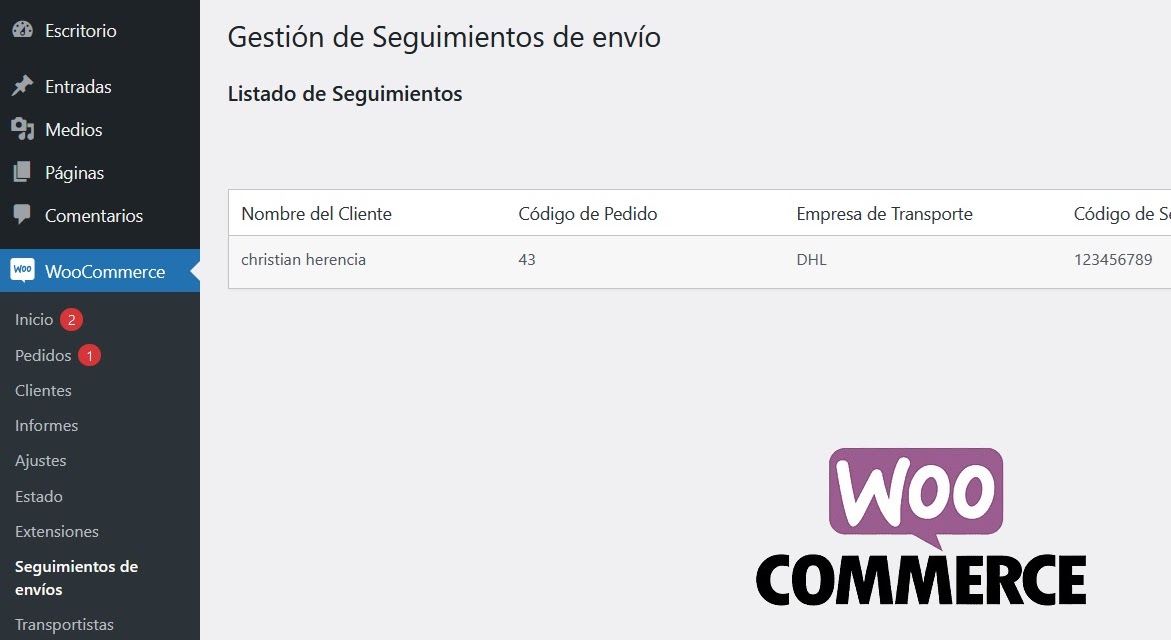 Escritorio
Entradas
Medios
Páginas
Comentarios
Woo WooCommerce
Inicio 2
Pedidos 1
Clientes
Informes
Ajustes
Estado
Extensiones
Seguimientos de
envíos
Transportistas
Gestión de Seguimientos de envío
Listado de Seguimientos
Nombre del Cliente Código de Pedido Empresa de Transporte Código de
christian herencia 43 DHL 123456789
WOO
COMMERCE